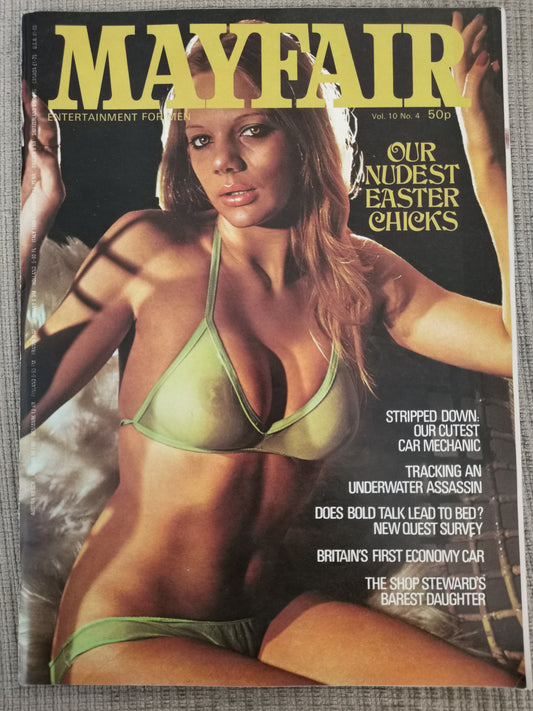 MAYFAIR
ENTERTAINMENT FOR MEN
Vol. 10 No. 4 50p
OUR
NUDEST
EASTER
CHICKS
STRIPPED DOWN:
OUR CUTEST
CAR MECHANIC
TRACKING AN
UNDERWATER ASSASSIN
DOES BOLD TALK LEAD TO BED?
NEW QUEST SURVEY
BRITAIN'S FIRST ECONOMY CAR
THE SHOP STEWARD'S
BAREST DAUGHTER